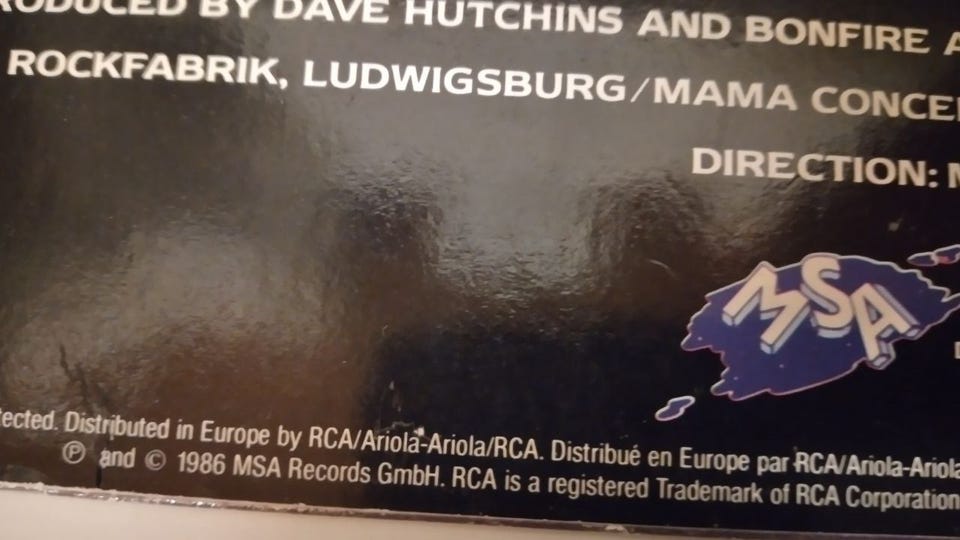 RODUCED BY DAVE HUTCHINS AND BONFIRE A
ROCKFABRIK, LUDWIGSBURG/MAMA CONCE
DIRECTION: M
MSA
ected. Distributed in Europe by RCA/Ariola-Ariola/RCA. Distribué en Europe par RCA/Ariola-Ariola
Ⓟ and © 1986 MSA Records GmbH. RCA is a registered Trademark of RCA Corporation